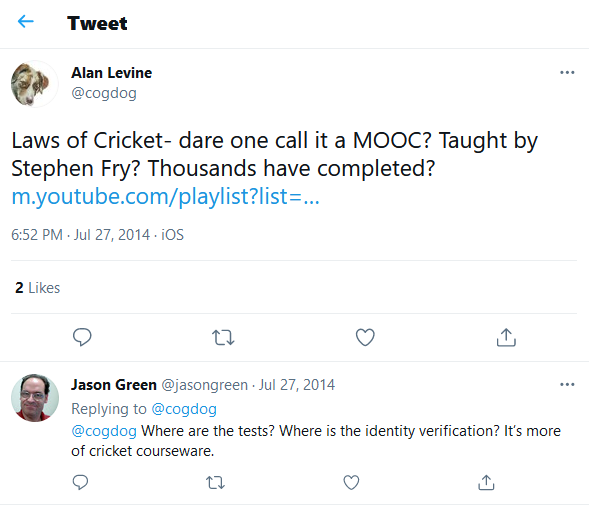 Tweet
Alan Levine
@cogdog
Laws of Cricket- dare one call it a MOOC? Taught by
Stephen Fry? Thousands have completed?
m.youtube.com/playlist?list=...
6:52 PM · Jul 27, 2014 · iOS
2 Likes
Jason Green @jasongreen · Jul 27, 2014
Replying to @cogdog
@cogdog Where are the tests? Where is the identity verification? It's more
of cricket courseware.